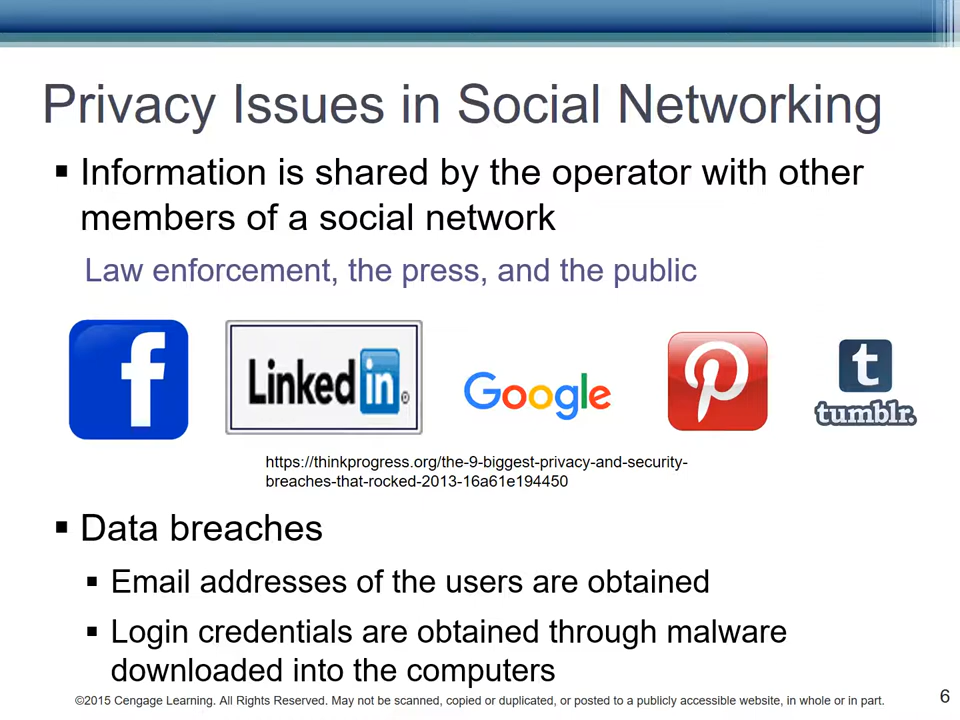 Privacy Issues in Social Networking
▪ Information is shared by the operator with other
members of a social network
Law enforcement, the press, and the public
f
Linkedin®
Google
P
t
tumblr.
https://thinkprogress.org/the-9-biggest-privacy-and-security-
breaches-that-rocked-2013-16a61e194450
▪ Data breaches
▪ Email addresses of the users are obtained
▪ Login credentials are obtained through malware
downloaded into the computers
©2015 Cengage Learning. All Rights Reserved. May not be scanned, copied or duplicated, or posted to a publicly accessible website, in whole or in part.
6